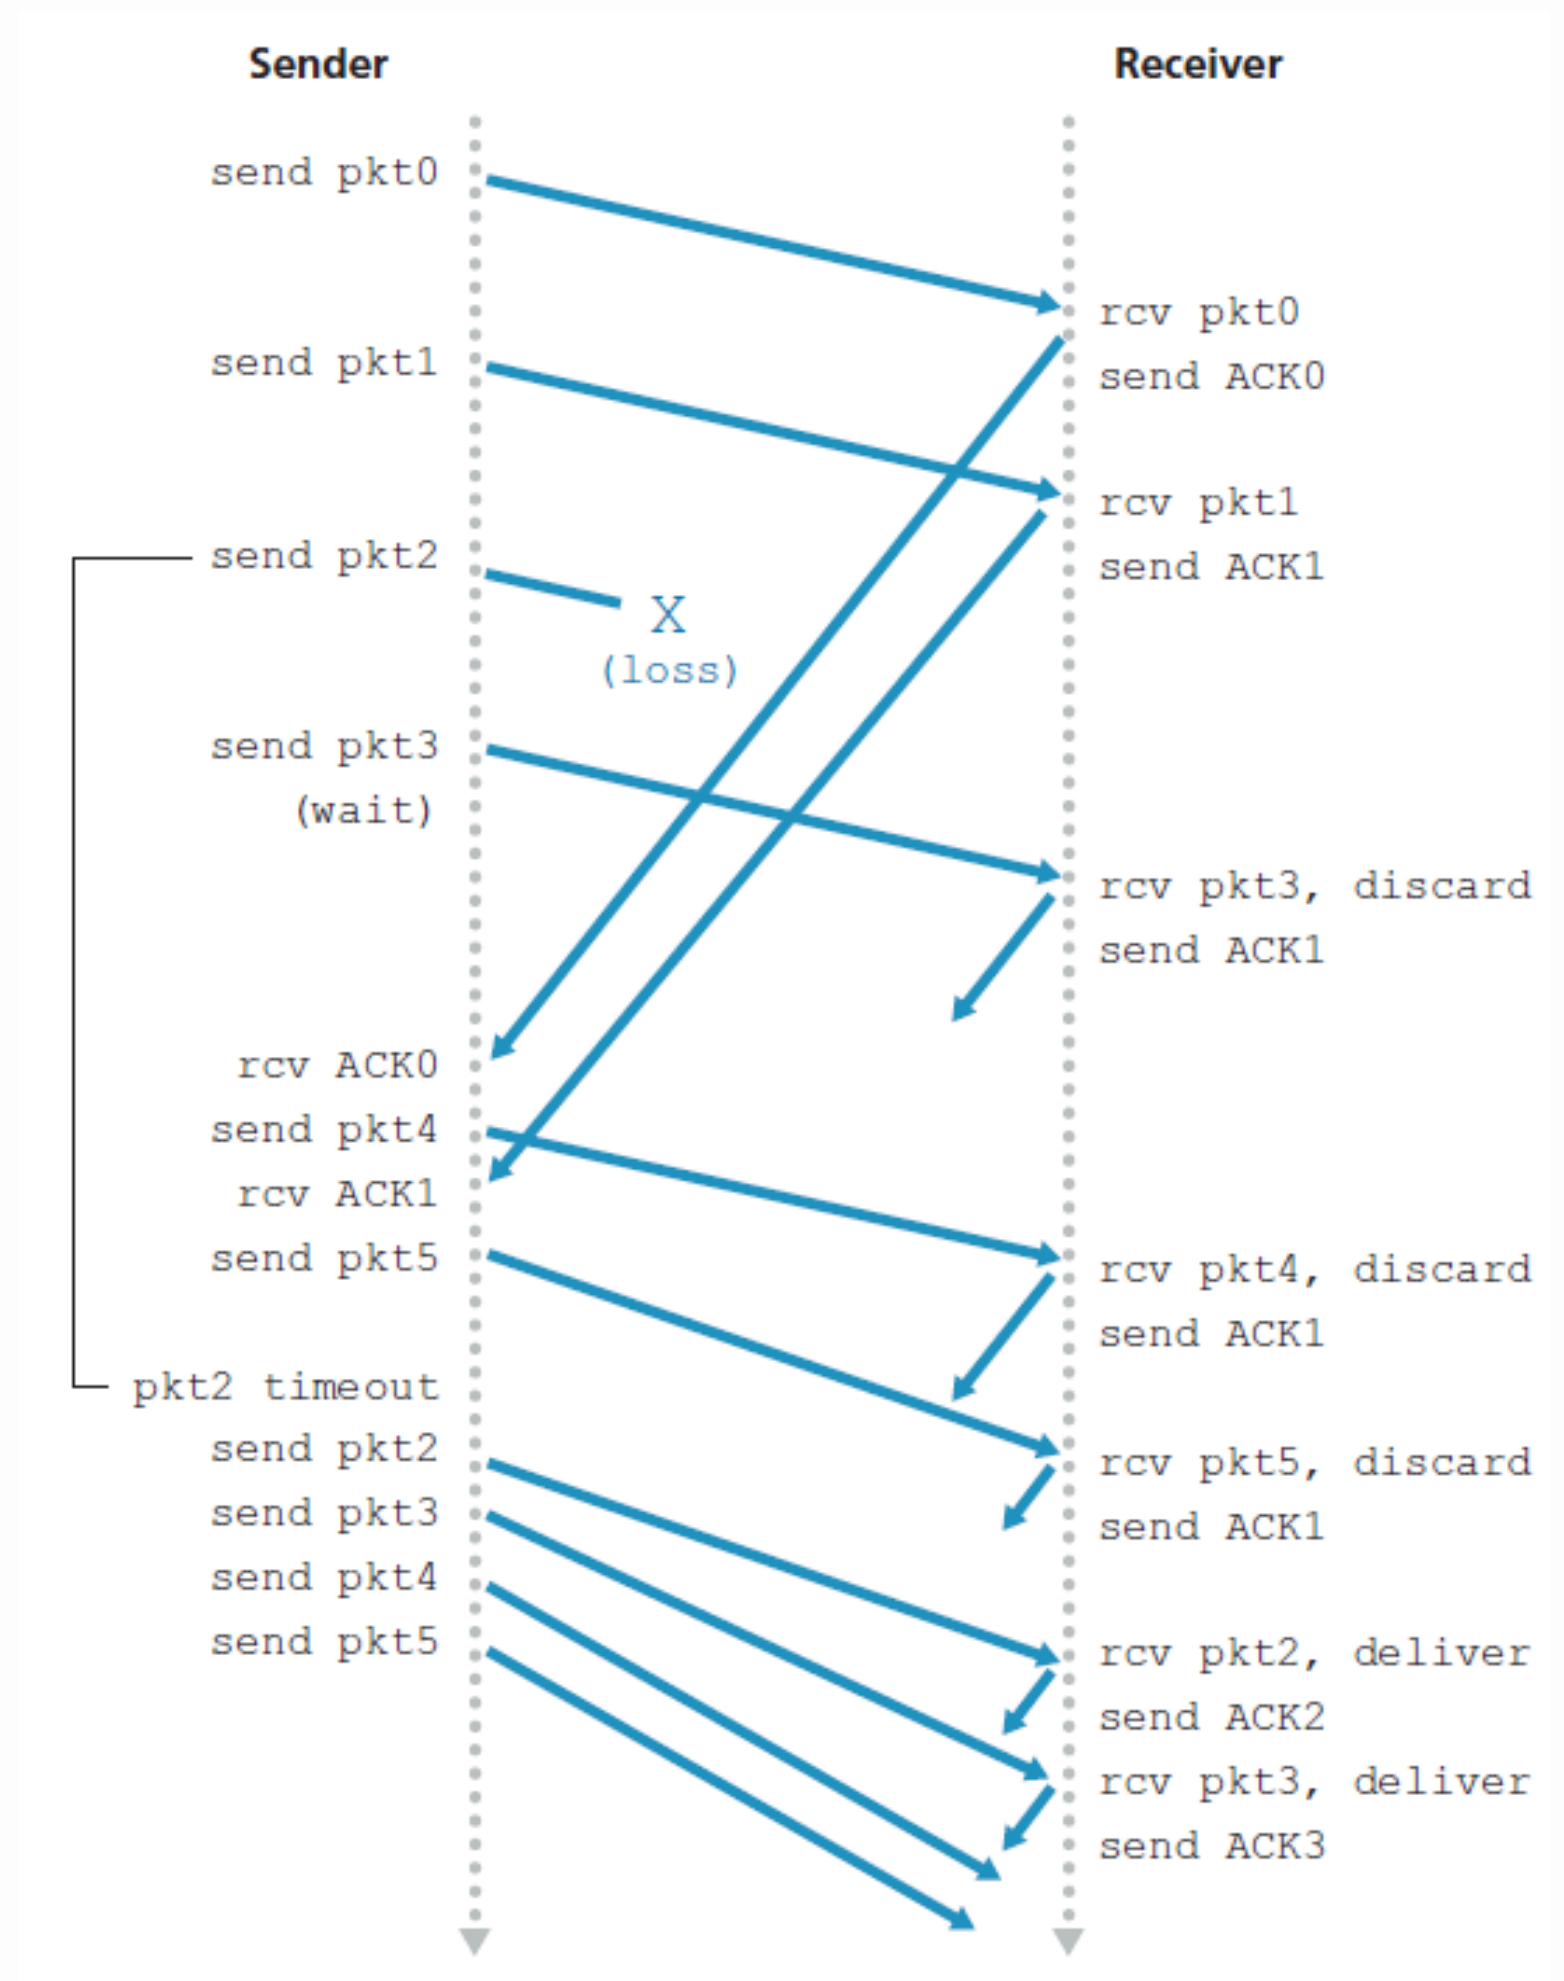 Sender
Receiver
send pkt0
rcv pkt0
send ACK0
send pkt1
rcv pkt1
send ACK1
send pkt2
X
(loss)
send pkt3
(wait)
rcv pkt3, discard
send ACK1
rcv ACK0
send pkt4
rcv ACK1
send pkt5
rcv pkt4, discard
send ACK1
pkt2 timeout
send pkt2
send pkt3
send pkt4
send pkt5
rcv pkt5, discard
send ACK1
rcv pkt2, deliver
send ACK2
rcv pkt3, deliver
send ACK3